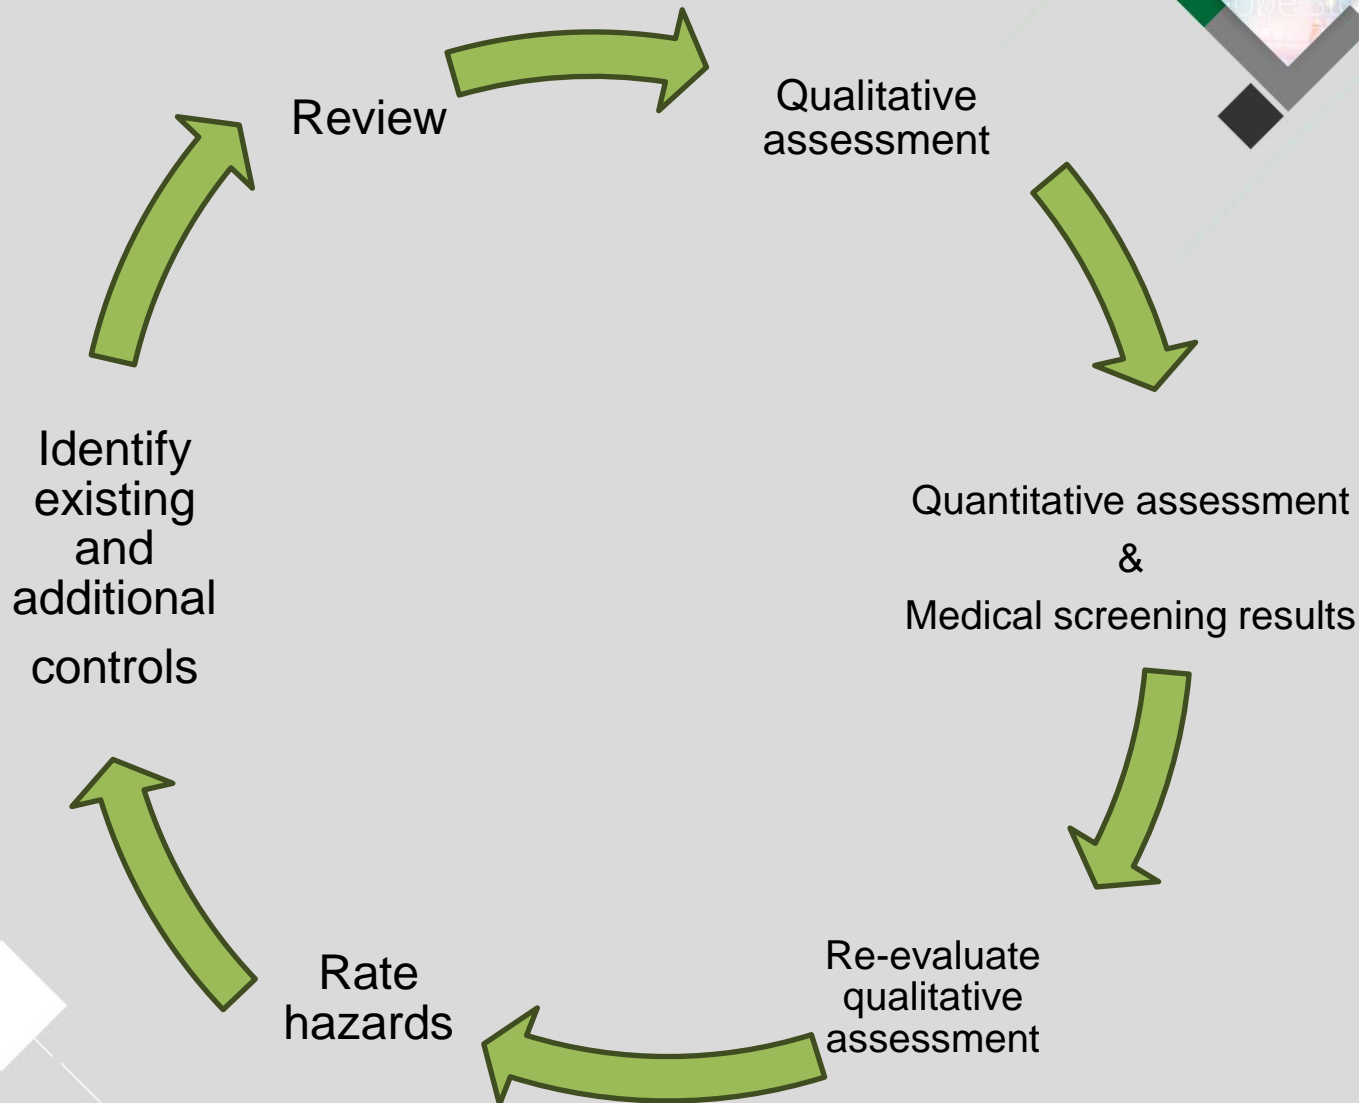 Review
Qualitative
assessment
Quantitative assessment
&
Medical screening results
Re-evaluate
qualitative
assessment
Rate
hazards
Identify
existing
and
additional
controls